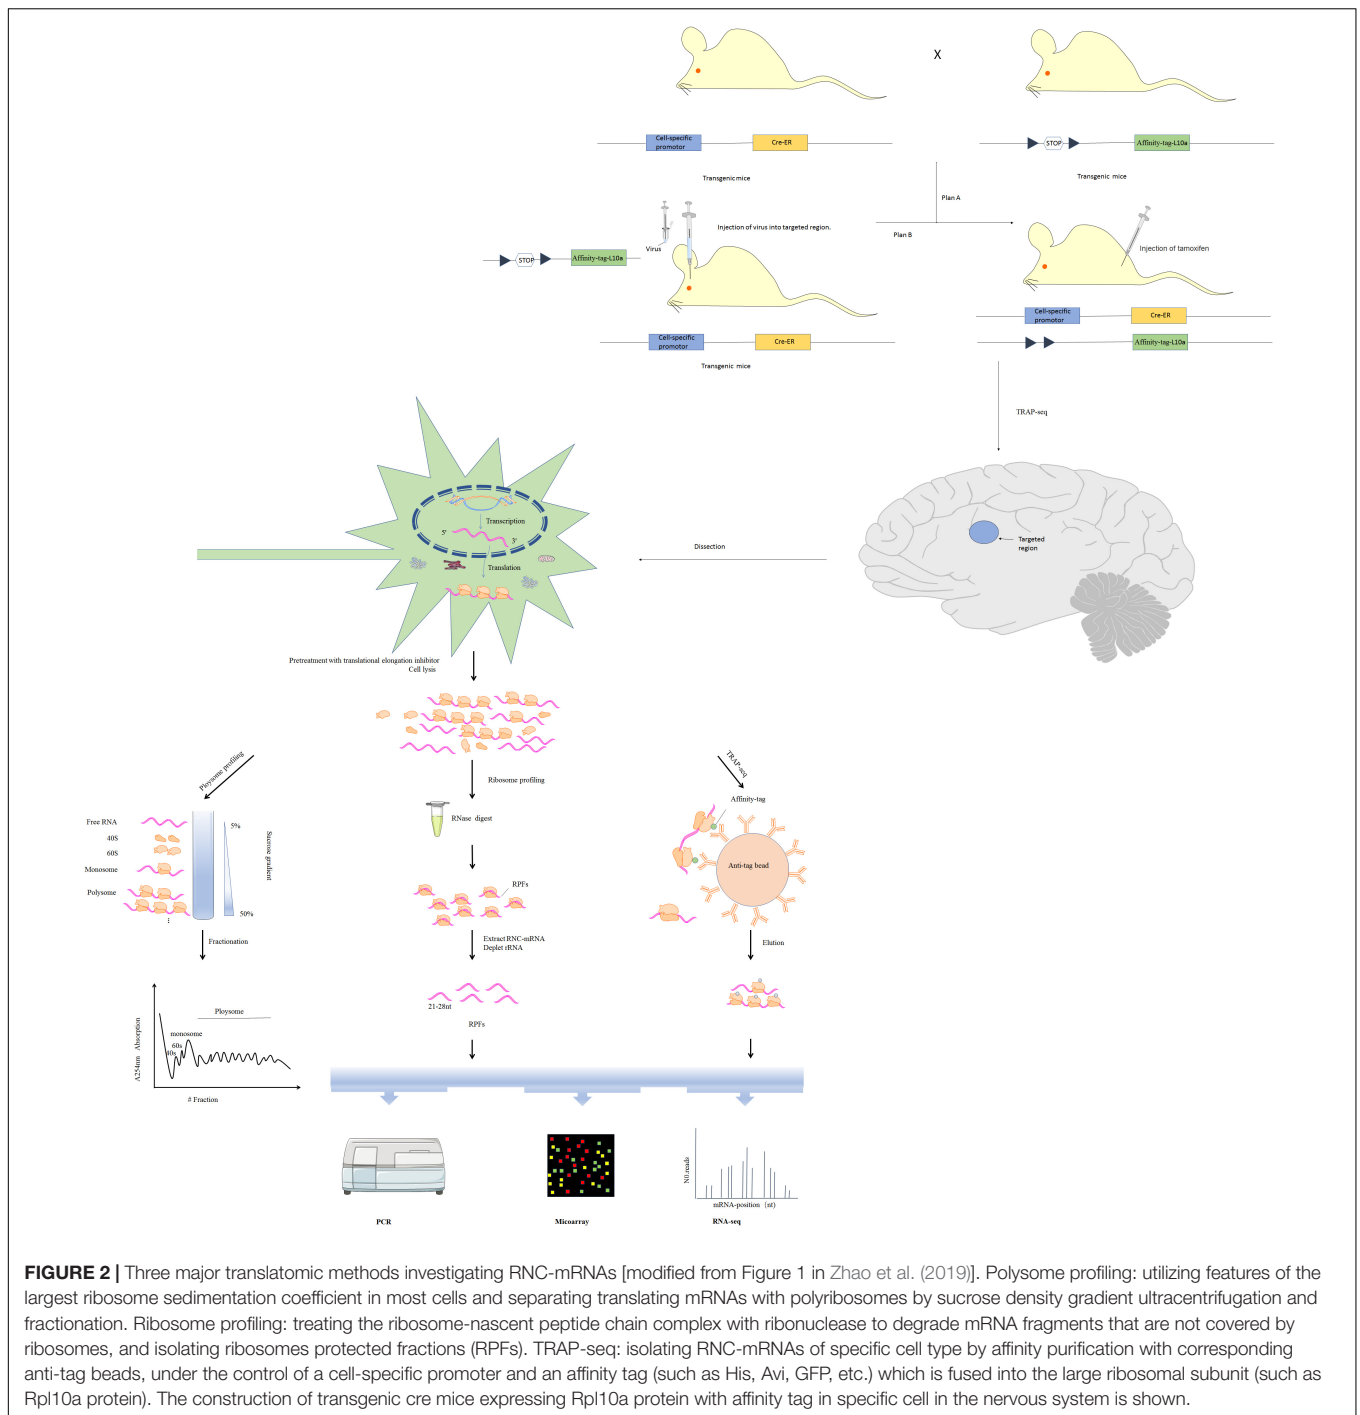 X
Cell-specific
promotor
Cre-ER
STOP
Affinity-tag-L10a
Transgenic mice
Transgenic mice
Plan A
Injection of virus into targeted region.
Virus
Plan B
Injection of tamoxifen
STOP
Affinity-tag-L10a
Cell-specific
promotor
Cre-ER
Cell-specific
promotor
Cre-ER
Affinity-tag-L10a
Transgenic mice
TRAP-seq
Transcription
5'
3'
Translation
Dissection
Targeted
region
Pretreatment with translational elongation inhibitor
Cell lysis
Ploysome profiling
Ribosome profiling
TRAP-seq
RNase digest
Affinity-tag
Free RNA
40S
60S
Monosome
Polysome
5%
Sucrose gradient
50%
Anti-tag bead
RPFs
Fractionation
Extract RNC-mRNA
Deplet rRNA
Elution
21-28nt
RPFs
Ploysome
monosome
60s
40s
A254nm Absorption
# Fraction
N0.reads
mRNA-position (nt)
PCR
Micoarray
RNA-seq
FIGURE 2 | Three major translatomic methods investigating RNC-mRNAs [modified from Figure 1 in Zhao et al. (2019)]. Polysome profiling: utilizing features of the
largest ribosome sedimentation coefficient in most cells and separating translating mRNAs with polyribosomes by sucrose density gradient ultracentrifugation and
fractionation. Ribosome profiling: treating the ribosome-nascent peptide chain complex with ribonuclease to degrade mRNA fragments that are not covered by
ribosomes, and isolating ribosomes protected fractions (RPFs). TRAP-seq: isolating RNC-mRNAs of specific cell type by affinity purification with corresponding
anti-tag beads, under the control of a cell-specific promoter and an affinity tag (such as His, Avi, GFP, etc.) which is fused into the large ribosomal subunit (such as
Rpl10a protein). The construction of transgenic cre mice expressing Rpl10a protein with affinity tag in specific cell in the nervous system is shown.